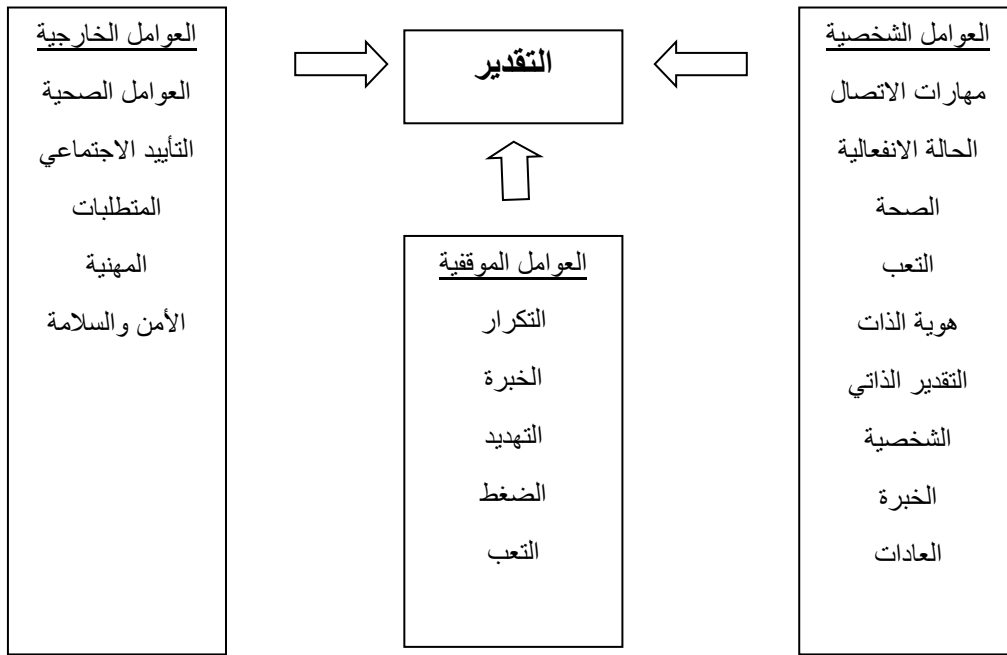 العوامل الشخصية
مهارات الاتصال
الحالة الانفعالية
الصحة
التعب
هوية الذات
التقدير الذاتي
الشخصية
الخبرة
العادات
التقدير
العوامل الموقفية
التكرار
الخبرة
التهديد
الضغط
التعب
العوامل الخارجية
العوامل الصحية
التأييد الاجتماعي
المتطلبات
المهنية
الأمن والسلامة